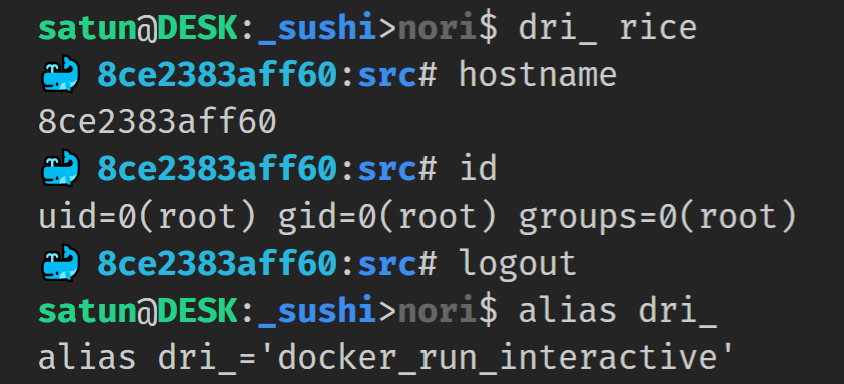 satun@DESK:_sushi>nori$ dri_ rice
🐳 8ce2383aff60:src# hostname
8ce2383aff60
🐳 8ce2383aff60:src# id
uid=0(root) gid=0(root) groups=0(root)
🐳 8ce2383aff60:src# logout
satun@DESK:_sushi>nori$ alias dri_
alias dri_='docker_run_interactive'